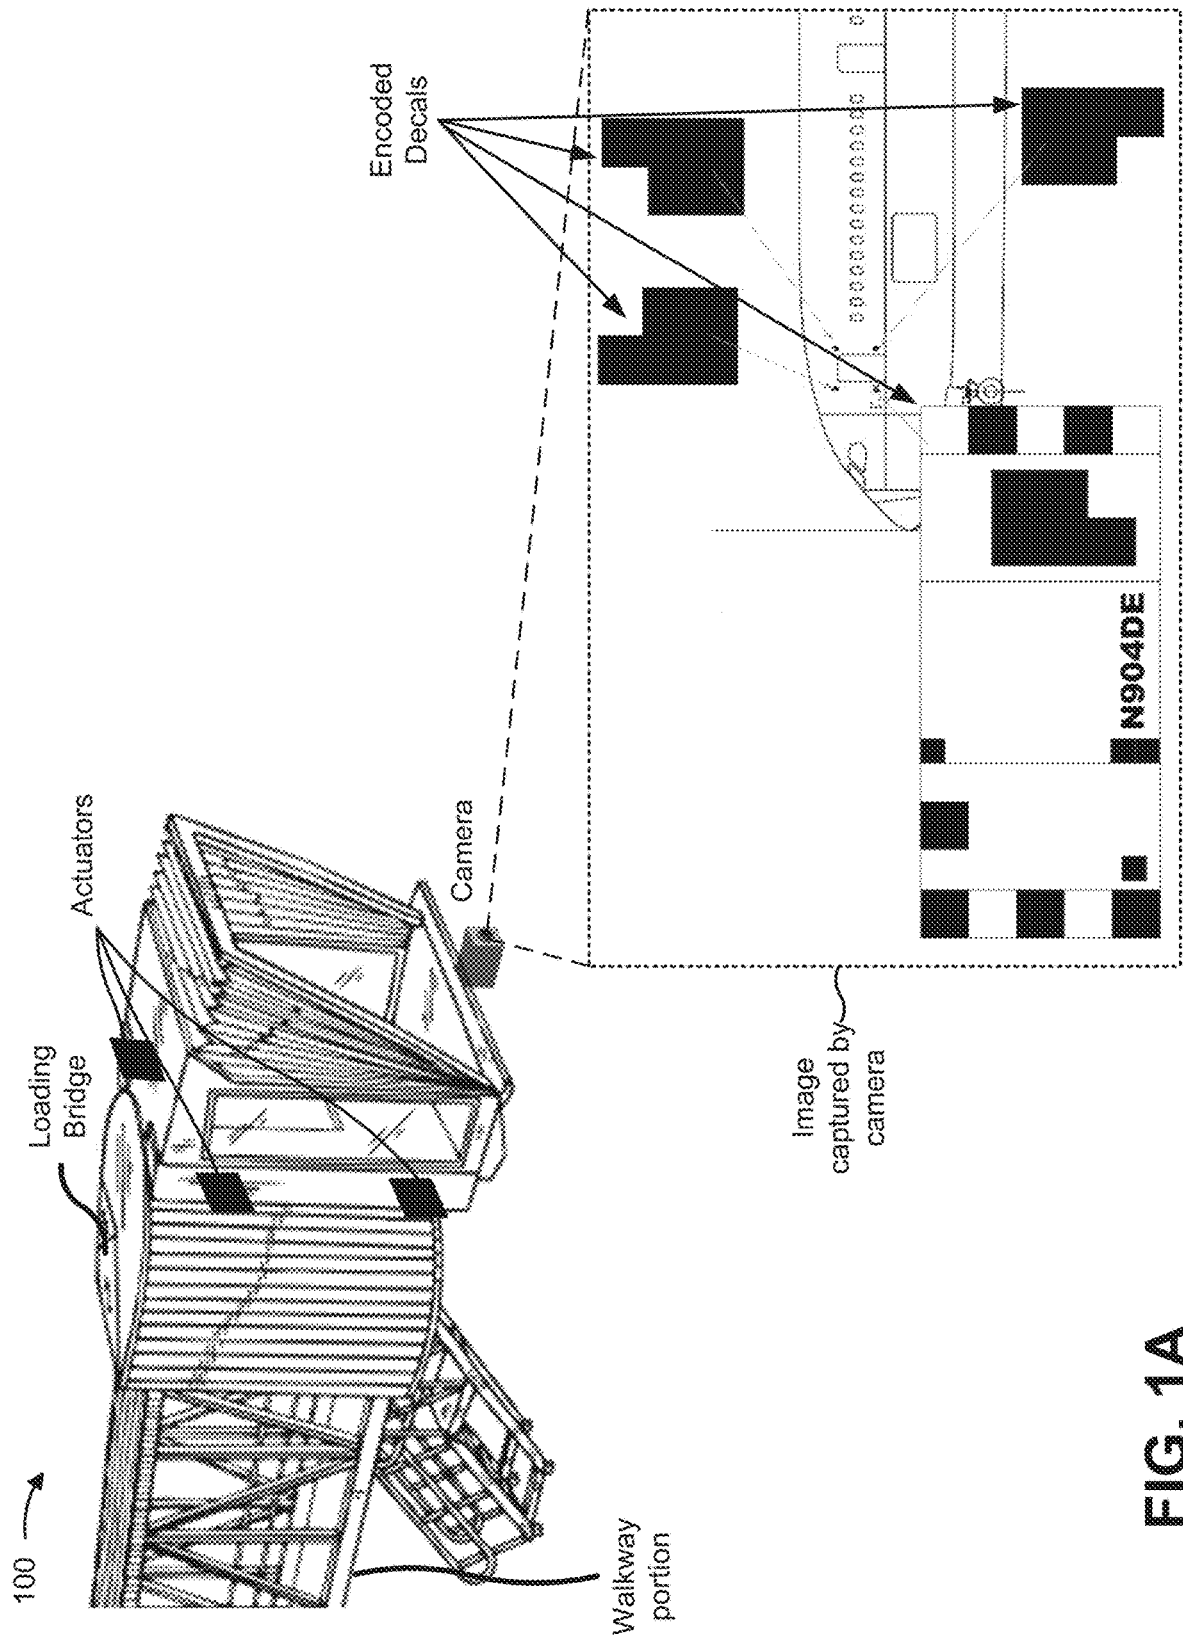 100
Loading
Bridge
Actuators
Camera
Encoded
Decals
Walkway
portion
Image
captured by
camera
N904DE
FIG. 1A